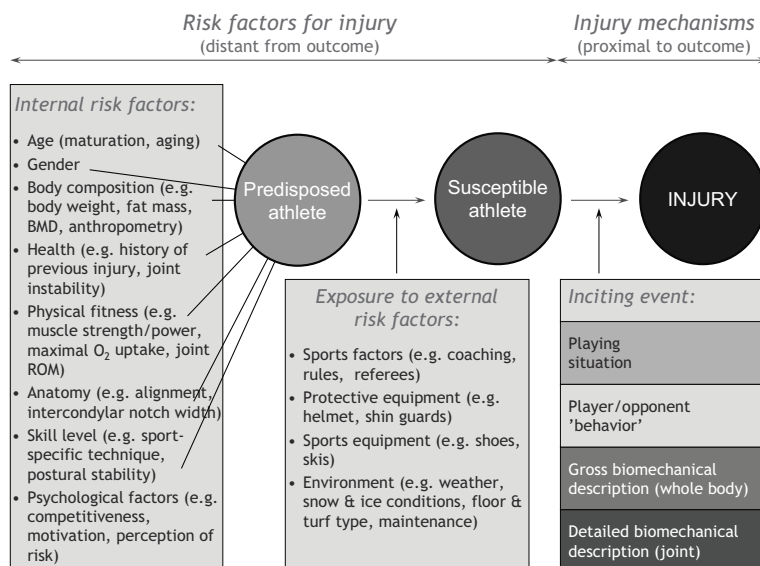 Risk factors for injury
(distant from outcome)
Injury mechanisms
(proximal to outcome)
Internal risk factors:
• Age (maturation, aging)
• Gender
• Body composition (e.g.
body weight, fat mass,
BMD, anthropometry)
• Health (e.g. history of
previous injury, joint
instability)
• Physical fitness (e.g.
muscle strength/power,
maximal O₂ uptake, joint
ROM)
• Anatomy (e.g. alignment,
intercondylar notch width)
• Skill level (e.g. sport-
specific technique,
postural stability)
• Psychological factors (e.g.
competitiveness,
motivation, perception of
risk)
Predisposed
athlete
Susceptible
athlete
INJURY
Exposure to external
risk factors:
• Sports factors (e.g. coaching,
rules, referees)
• Protective equipment (e.g.
helmet, shin guards)
• Sports equipment (e.g. shoes,
skis)
• Environment (e.g. weather,
snow & ice conditions, floor &
turf type, maintenance)
Inciting event:
Playing
situation
Player/opponent
’behavior’
Gross biomechanical
description (whole body)
Detailed biomechanical
description (joint)